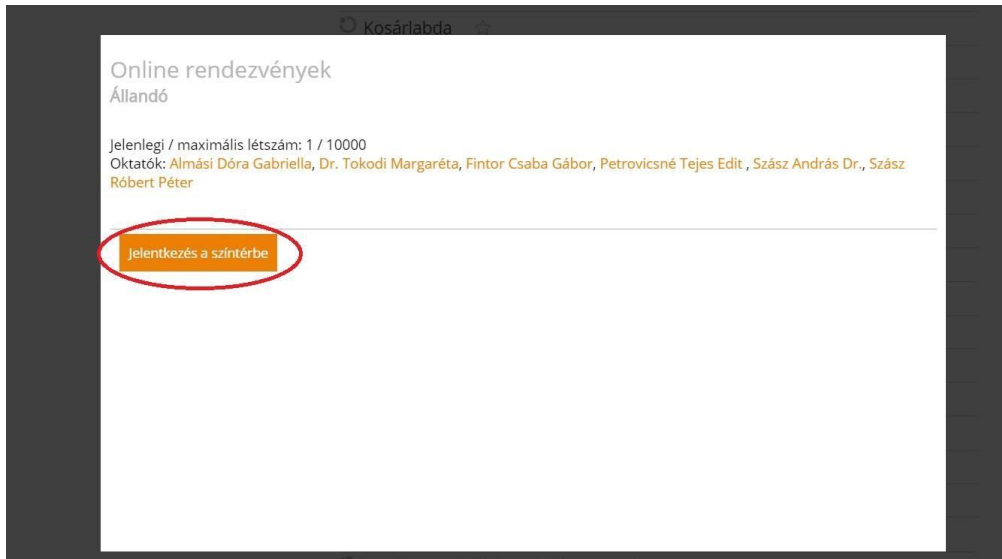 Kosárlabda
Online rendezvények
Állandó
Jelenlegi / maximális létszám: 1 / 10000
Oktatók: Almási Dóra Gabriella, Dr. Tokodi Margaréta, Fintor Csaba Gábor, Petrovicsné Tejes Edit , Szász András Dr., Szász
Róbert Péter
Jelentkezés a színtérbe